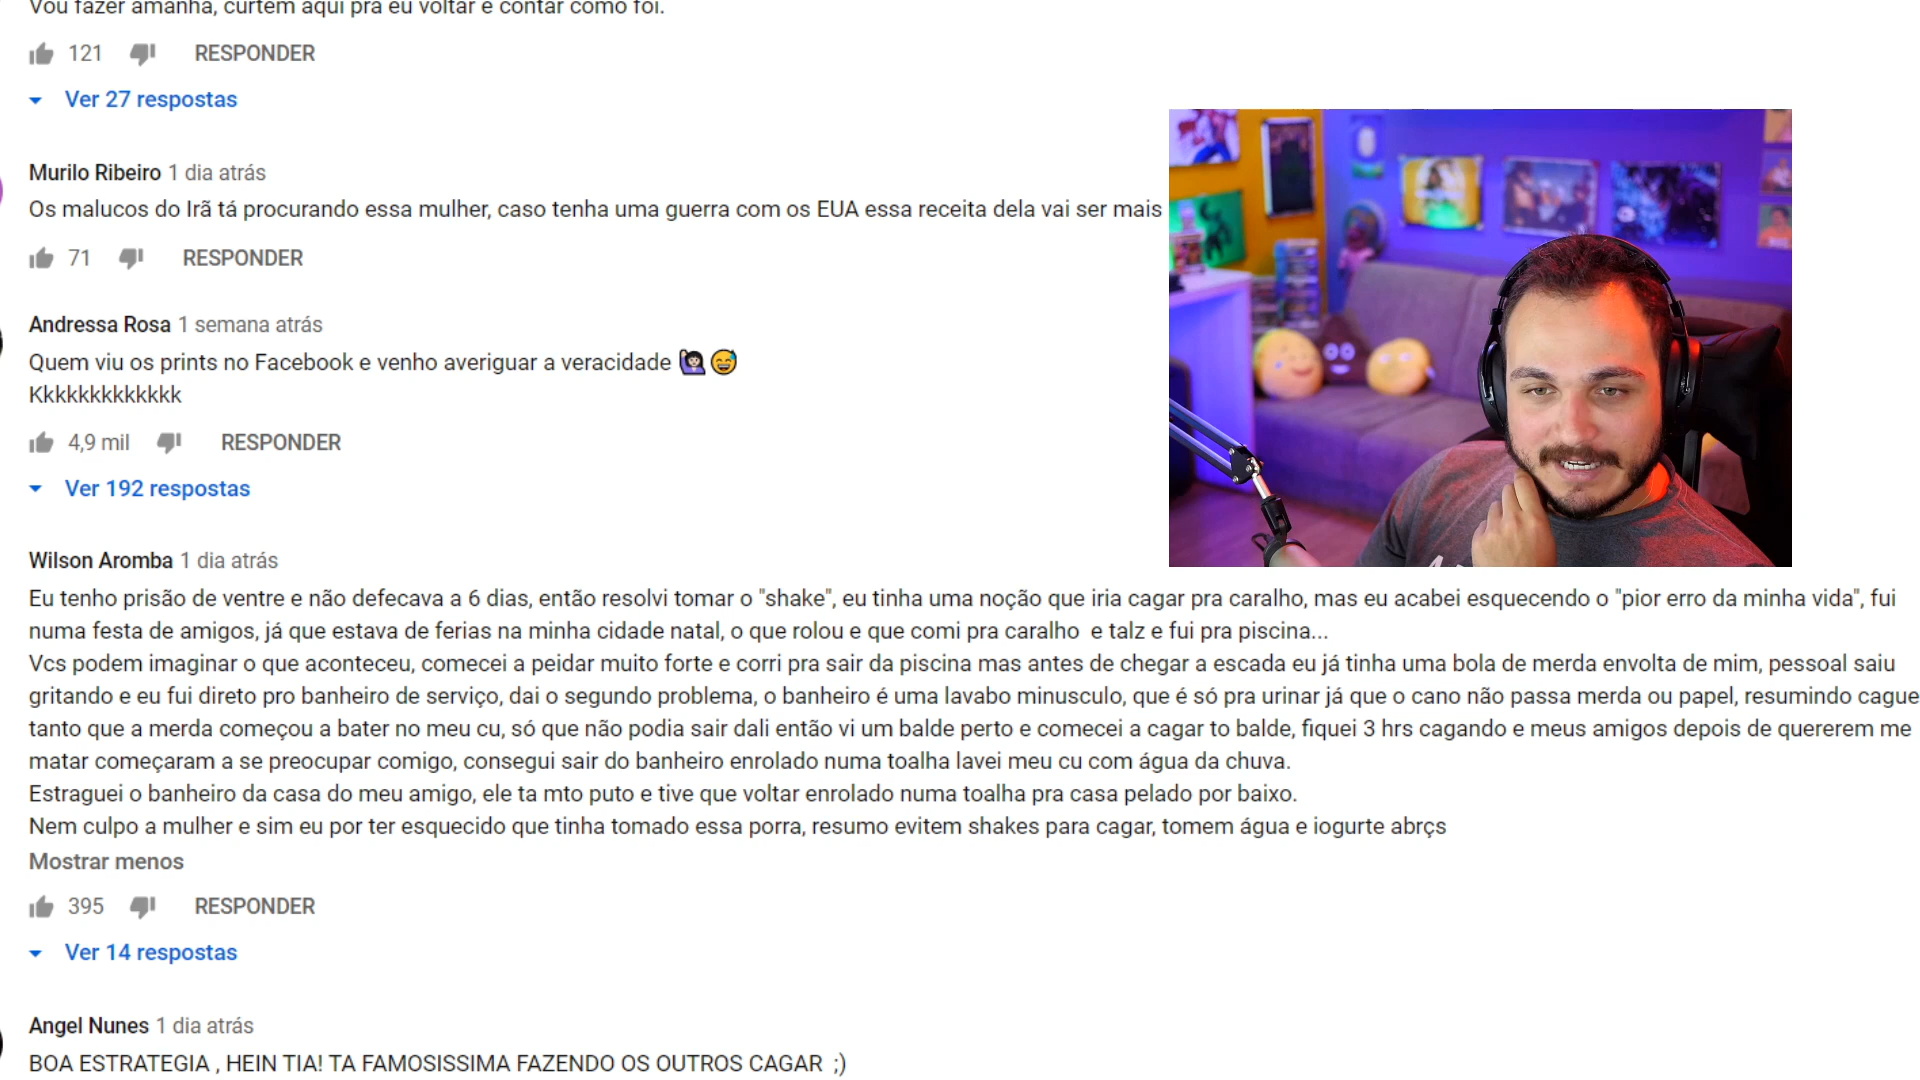 Vou fazer amanhã, curtem aqui pra eu voltar e contar como foi.
121 RESPONDER
Ver 27 respostas
Murilo Ribeiro 1 dia atrás
Os malucos do Irã tá procurando essa mulher, caso tenha uma guerra com os EUA essa receita dela vai ser mais
71 RESPONDER
Andressa Rosa 1 semana atrás
Quem viu os prints no Facebook e venho averiguar a veracidade 🙋🏻‍♀️😅
Kkkkkkkkkkkkk
4,9 mil RESPONDER
Ver 192 respostas
Wilson Aromba 1 dia atrás
Eu tenho prisão de ventre e não defecava a 6 dias, então resolvi tomar o "shake", eu tinha uma noção que iria cagar pra caralho, mas eu acabei esquecendo o "pior erro da minha vida", fui
numa festa de amigos, já que estava de ferias na minha cidade natal, o que rolou e que comi pra caralho e talz e fui pra piscina...
Vcs podem imaginar o que aconteceu, comecei a peidar muito forte e corri pra sair da piscina mas antes de chegar a escada eu já tinha uma bola de merda envolta de mim, pessoal saiu
gritando e eu fui direto pro banheiro de serviço, dai o segundo problema, o banheiro é uma lavabo minusculo, que é só pra urinar já que o cano não passa merda ou papel, resumindo cague
tanto que a merda começou a bater no meu cu, só que não podia sair dali então vi um balde perto e comecei a cagar to balde, fiquei 3 hrs cagando e meus amigos depois de quererem me
matar começaram a se preocupar comigo, consegui sair do banheiro enrolado numa toalha lavei meu cu com água da chuva.
Estraguei o banheiro da casa do meu amigo, ele ta mto puto e tive que voltar enrolado numa toalha pra casa pelado por baixo.
Nem culpo a mulher e sim eu por ter esquecido que tinha tomado essa porra, resumo evitem shakes para cagar, tomem água e iogurte abrçs
Mostrar menos
395 RESPONDER
Ver 14 respostas
Angel Nunes 1 dia atrás
BOA ESTRATEGIA , HEIN TIA! TA FAMOSISSIMA FAZENDO OS OUTROS CAGAR ;)